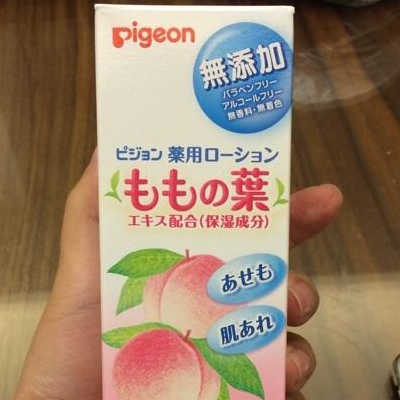 Pigeon
無添加
パラベンフリー
アルコールフリー
無香料・無着色
ピジョン 薬用ローション
ももの葉
エキス配合(保湿成分)
あせも
肌あれ